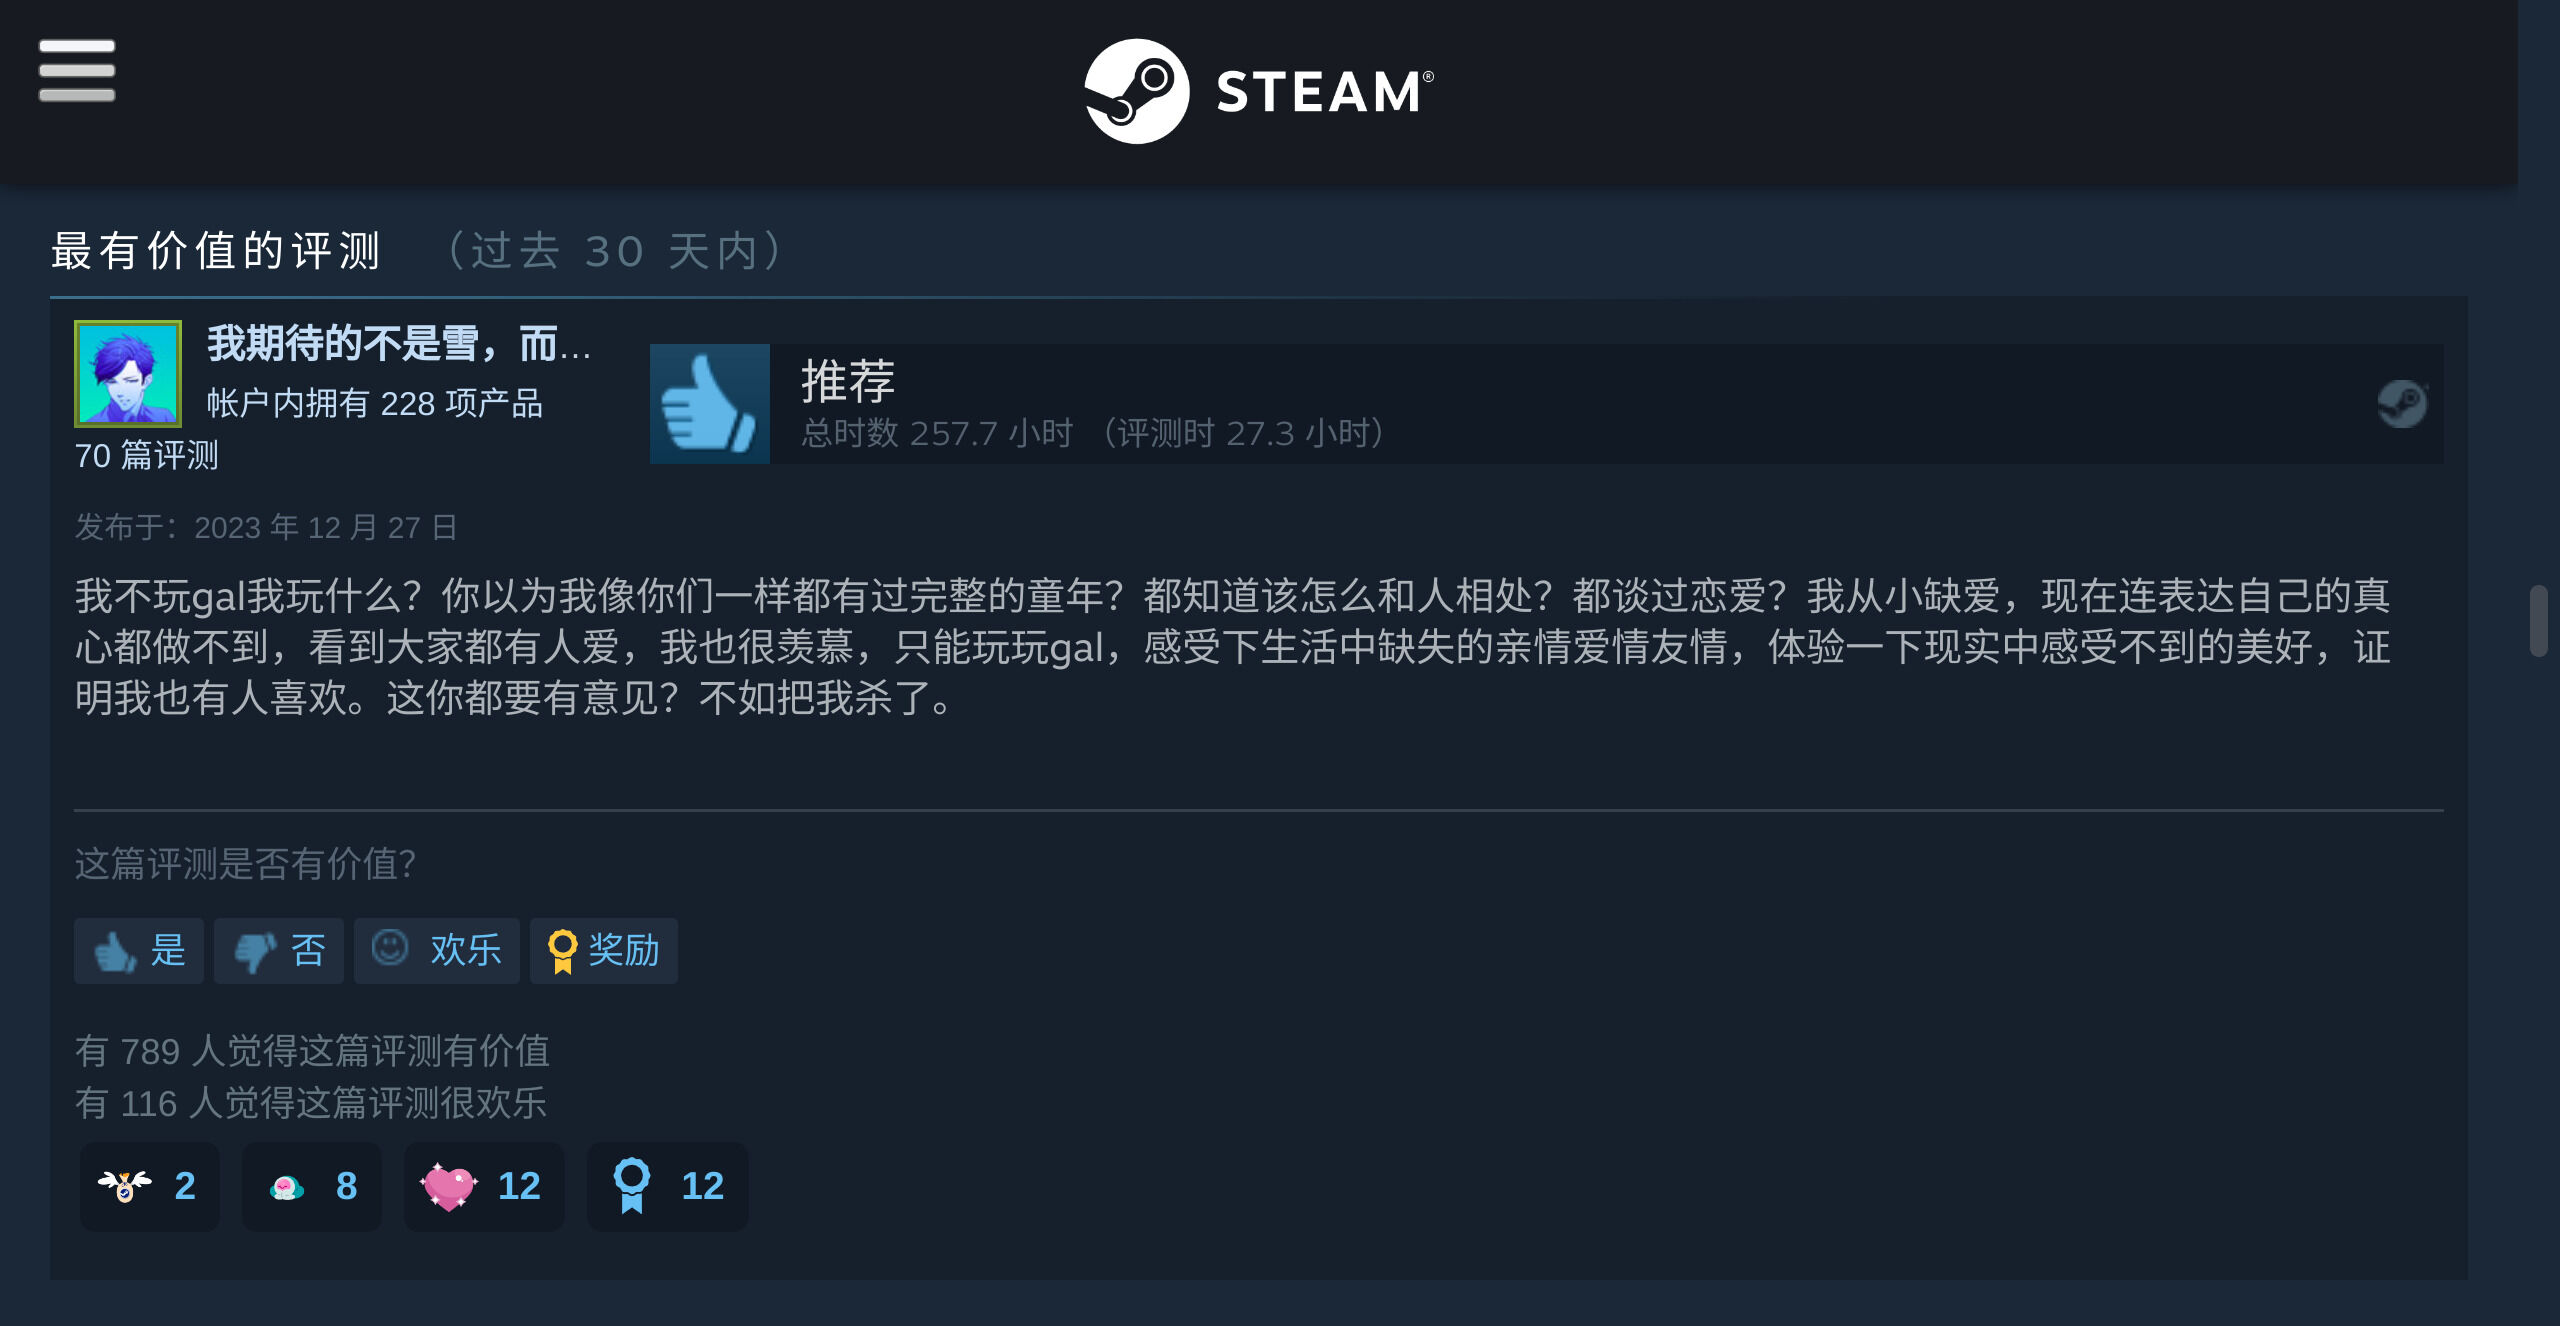 STEAM®
最有价值的评测 （过去 30 天内）
我期待的不是雪，而…
帐户内拥有 228 项产品
70 篇评测
推荐
总时数 257.7 小时 （评测时 27.3 小时）
发布于：2023 年 12 月 27 日
我不玩gal我玩什么？你以为我像你们一样都有过完整的童年？都知道该怎么和人相处？都谈过恋爱？我从小缺爱，现在连表达自己的真
心都做不到，看到大家都有人爱，我也很羡慕，只能玩玩gal，感受下生活中缺失的亲情爱情友情，体验一下现实中感受不到的美好，证
明我也有人喜欢。这你都要有意见？不如把我杀了。
这篇评测是否有价值？
是 否 欢乐 奖励
有 789 人觉得这篇评测有价值
有 116 人觉得这篇评测很欢乐
2 8 12 12